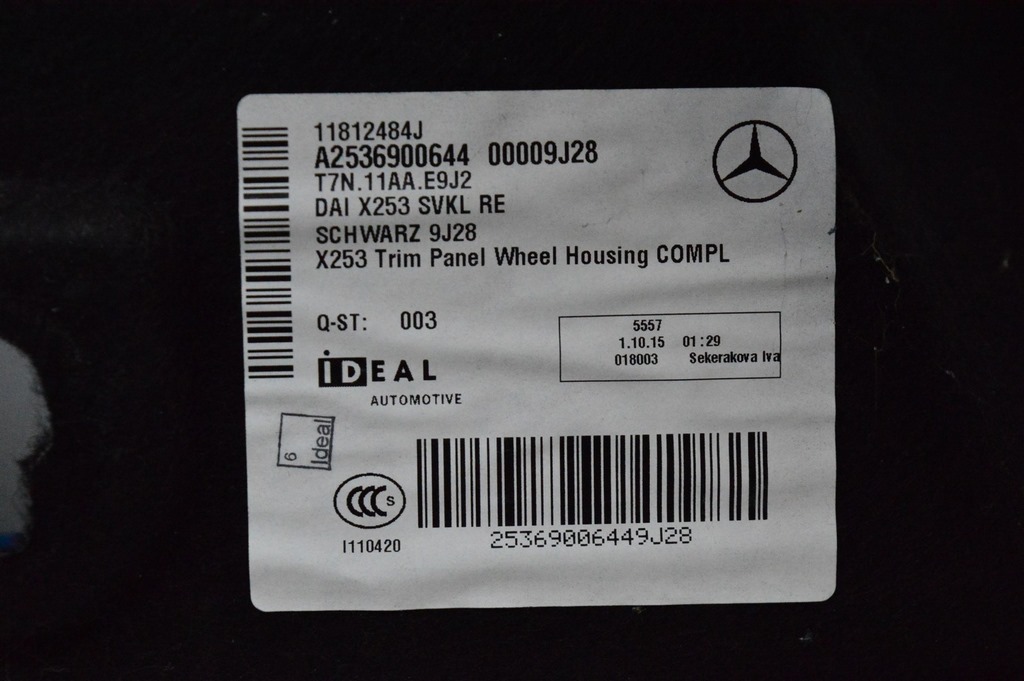 11812484J
A2536900644 00009J28
T7N.11AA.E9J2
DAI X253 SVKL RE
SCHWARZ 9J28
X253 Trim Panel Wheel Housing COMPL
Q-ST: 003
5557
1.10.15 01:29
018003 Sekerakova Iva
iDEAL
AUTOMOTIVE
6
Ideal
CCC S
I110420
25369006449J28